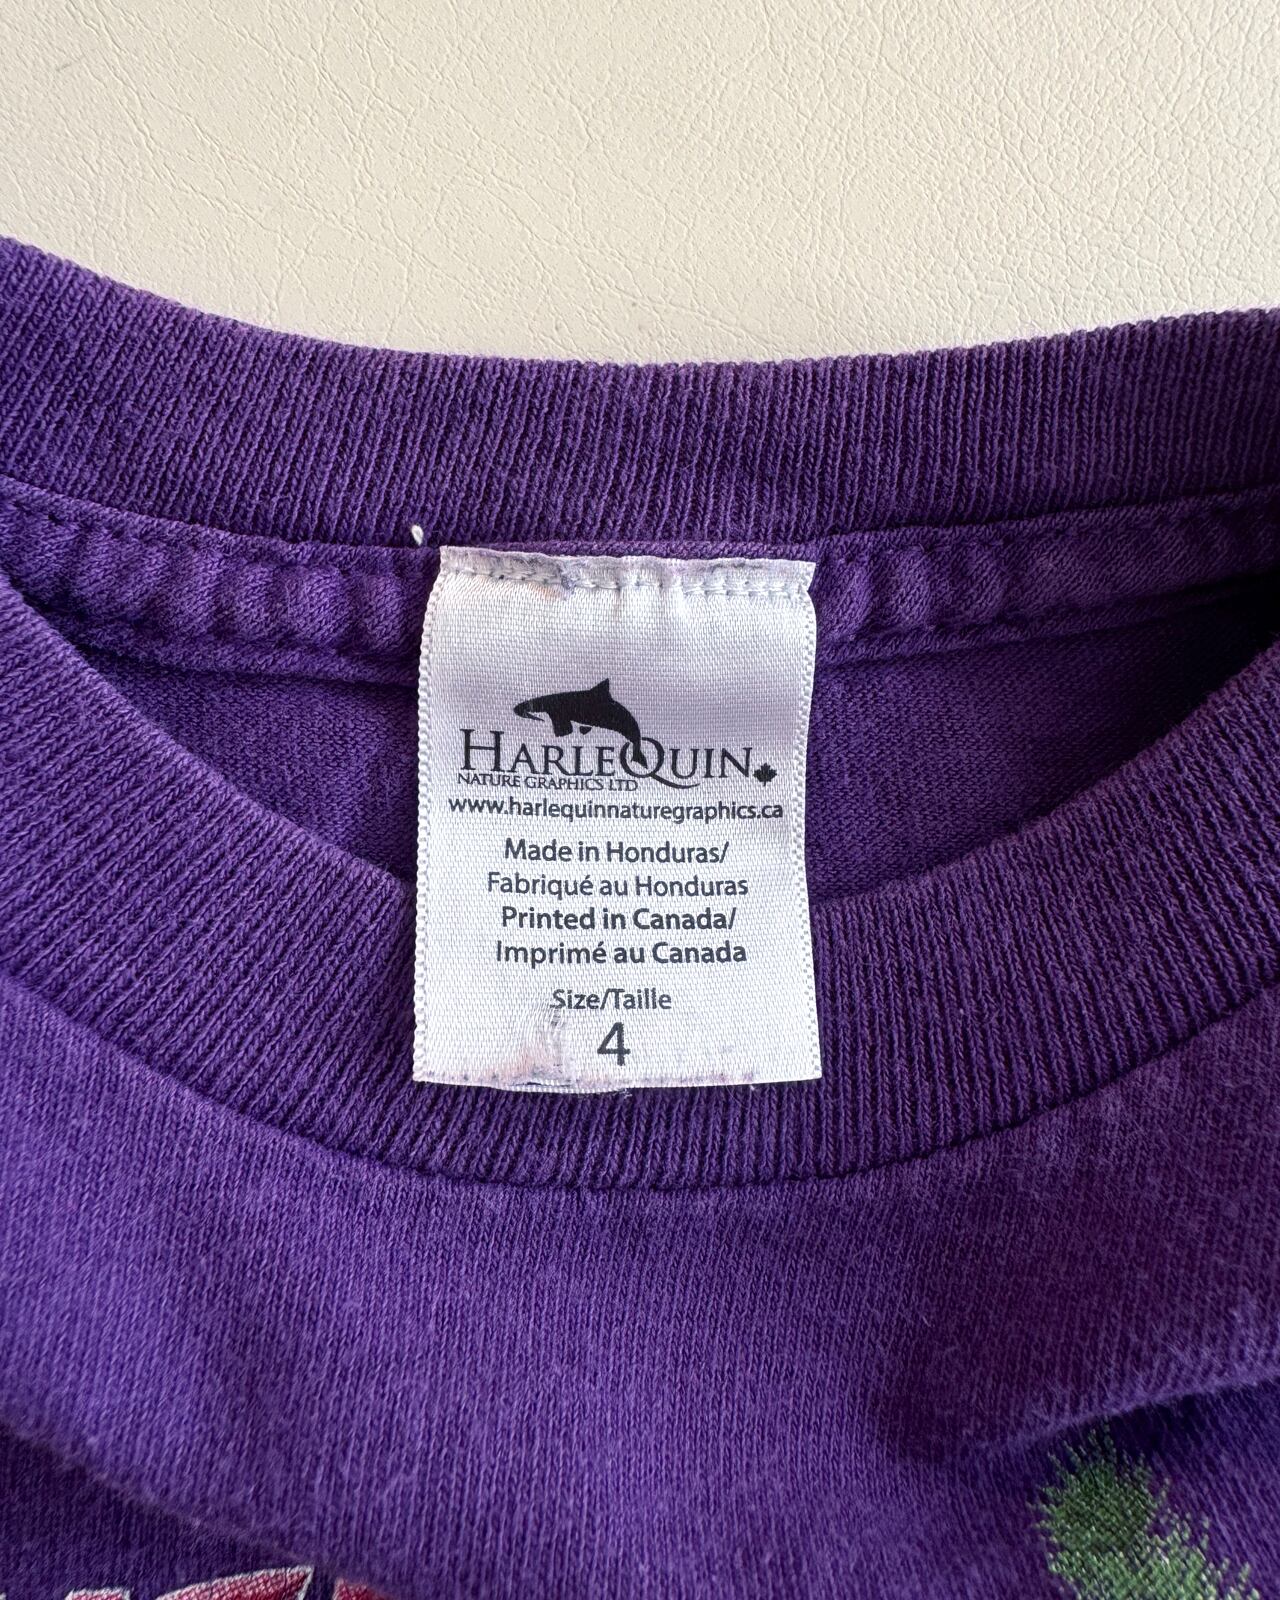 HARLEQUIN
NATURE GRAPHICS LTD
www.harlequinnaturegraphics.ca
Made in Honduras/
Fabriqué au Honduras
Printed in Canada/
Imprimé au Canada
Size/Taille
4